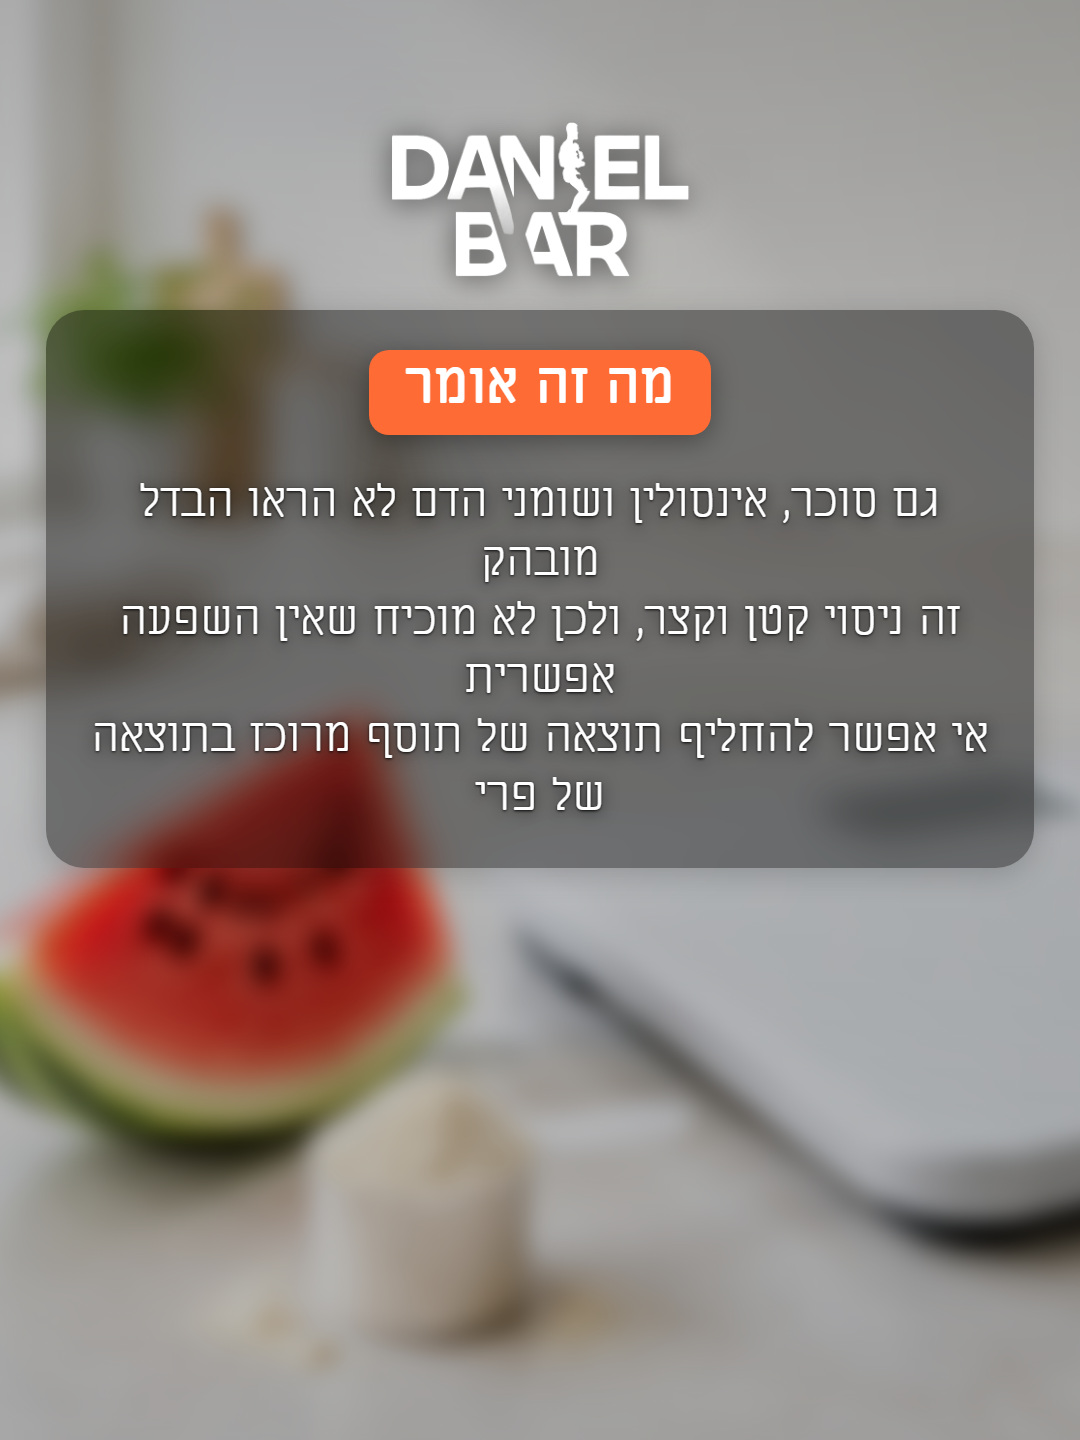 DANIEL
BAR
מה זה אומר
גם סוכר, אינסולין ושומני הדם לא הראו הבדל
מובהק
זה ניסוי קטן וקצר, ולכן לא מוכיח שאין השפעה
אפשרית
אי אפשר להחליף תוצאה של תוסף מרוכז בתוצאה
של פרי